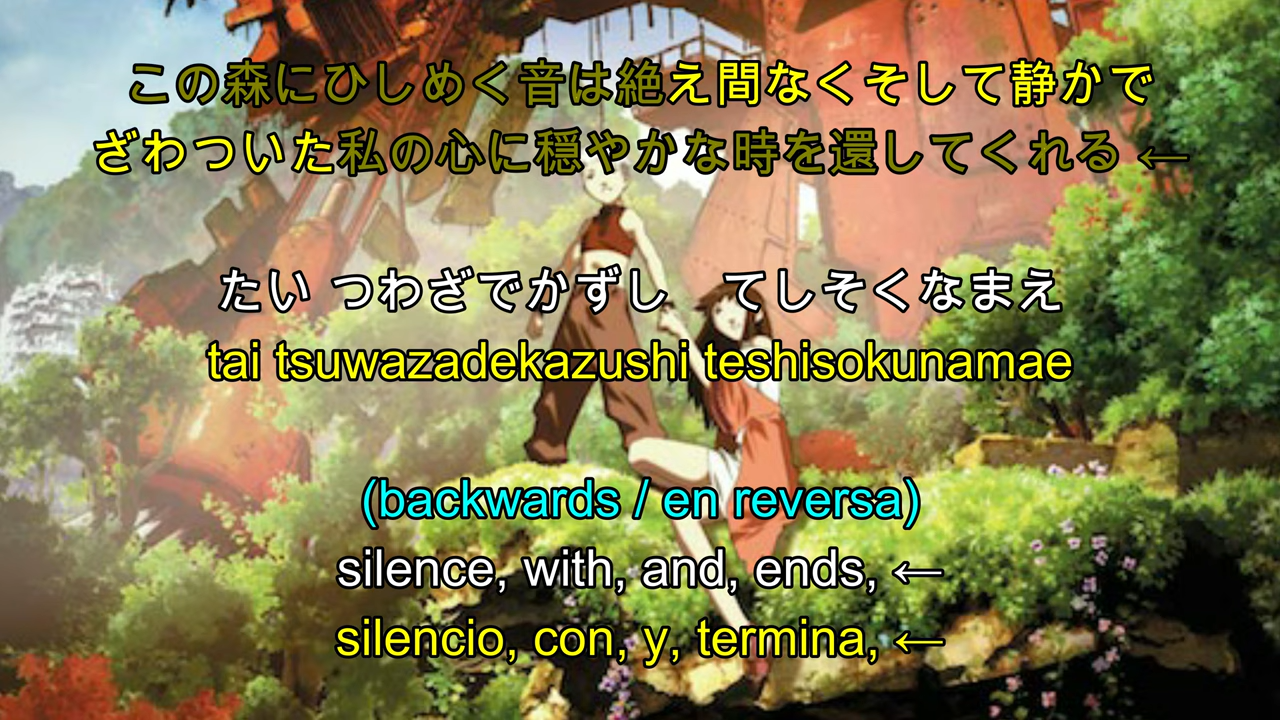 この森にひしめく音は絶え間なくそして静かで
ざわついた私の心に穏やかな時を還してくれる ←
たい つわざでかずし　てしそくなまえ
tai tsuwazadekazushi teshisokunamae
(backwards / en reversa)
silence, with, and, ends, ←
silencio, con, y, termina, ←